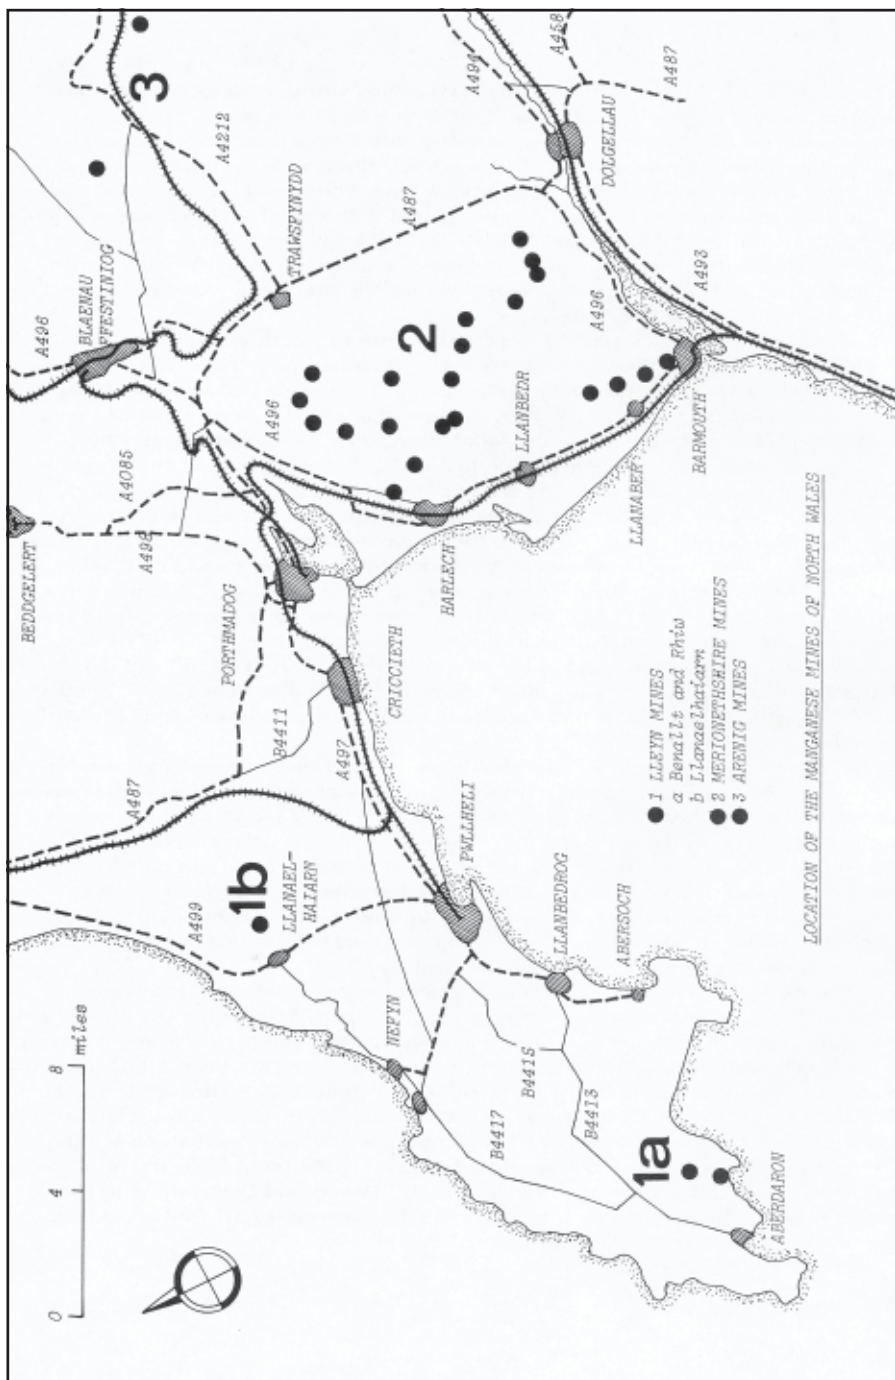 0 4 8
miles
A499
A487
BEDDGELERT
A496
BLAENAU
FFESTINIOG
3
A4085
A498
A4212
1b
LLANAEL-
HAIARN
B4411
PORTHMADOG
TRAWSFYNYDD
A496
NEFYN
A497
CRICCIETH
A487
2
A494
HARLECH
B4417
PWLLHELI
LLANBEDR
A458
B4415
B4413
LLANBEDROG
A496
DOLGELLAU
A487
1a
ABERSOCH
LLANABER
1 LLEYN MINES
a Benallt and Rhiw
b Llanaelhaiarn
2 MERIONETHSHIRE MINES
3 ARENIG MINES
BARMOUTH
A493
ABERDARON
LOCATION OF THE MANGANESE MINES OF NORTH WALES